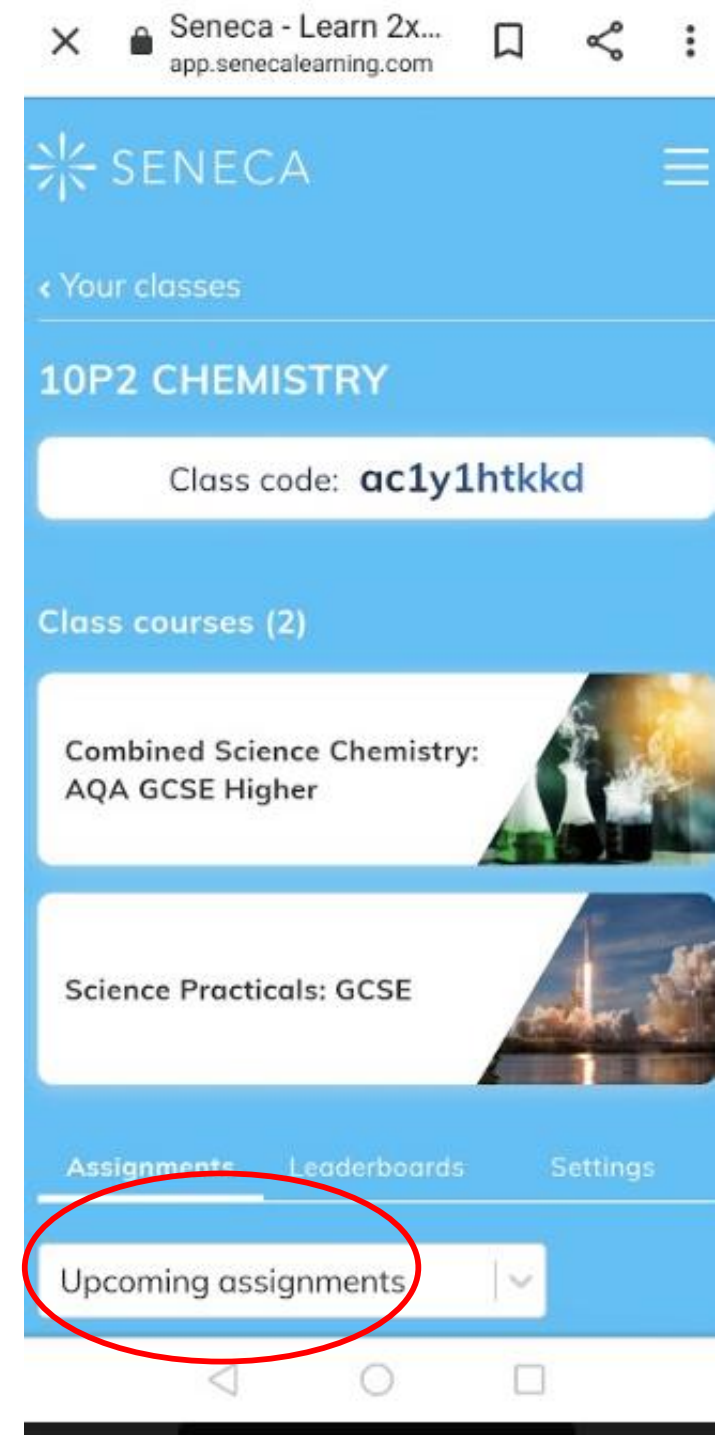 Seneca - Learn 2x...
app.senecalearning.com
SENECA
‹ Your classes
10P2 CHEMISTRY
Class code: ac1y1htkkd
Class courses (2)
Combined Science Chemistry:
AQA GCSE Higher
Science Practicals: GCSE
Assignments Leaderboards Settings
Upcoming assignments